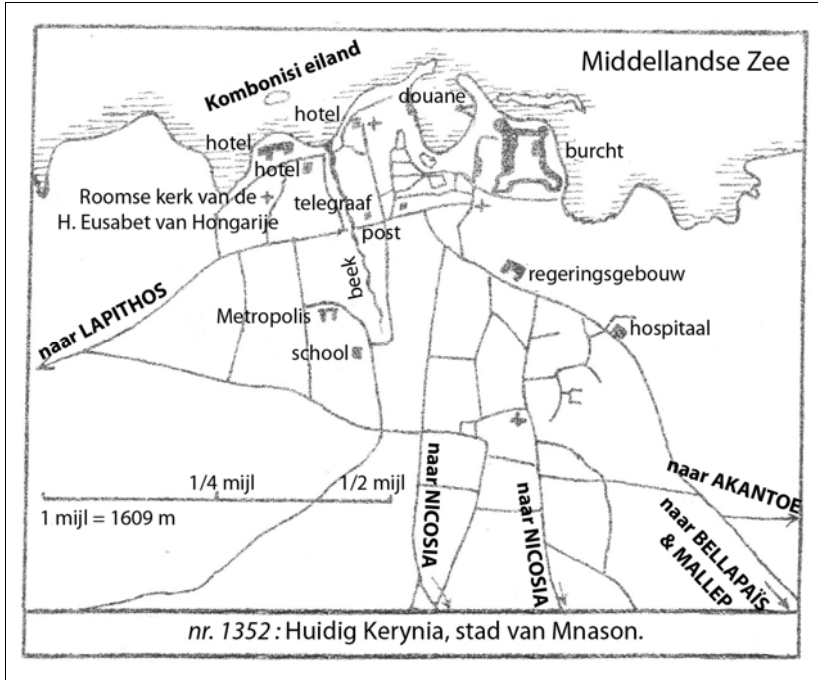 Middellandse Zee
Kombonisi eiland
douane
hotel
hotel
burcht
hotel
Roomse kerk van de
H. Eusabet van Hongarije
telegraaf
post
beek
regeringsgebouw
naar LAPITHOS
Metropolis
hospitaal
school
naar NICOSIA
naar NICOSIA
naar AKANTOE
naar BELLAPAÏS
& MALLEP
1/4 mijl
1/2 mijl
1 mijl = 1609 m
nr. 1352 : Huidig Kerynia, stad van Mnason.